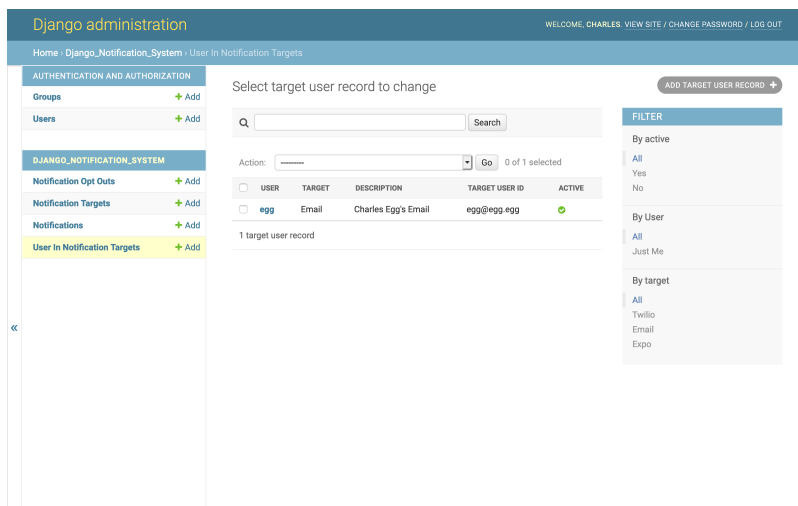 Django administration
WELCOME, CHARLES. VIEW SITE / CHANGE PASSWORD / LOG OUT
Home › Django_Notification_System › User In Notification Targets
AUTHENTICATION AND AUTHORIZATION
Groups + Add
Users + Add
DJANGO_NOTIFICATION_SYSTEM
Notification Opt Outs + Add
Notification Targets + Add
Notifications + Add
User In Notification Targets + Add
«
Select target user record to change
ADD TARGET USER RECORD +
Search
Action: --------- Go 0 of 1 selected
USER TARGET DESCRIPTION TARGET USER ID ACTIVE
egg Email Charles Egg's Email egg@egg.egg
1 target user record
FILTER
By active
All
Yes
No
By User
All
Just Me
By target
All
Twilio
Email
Expo